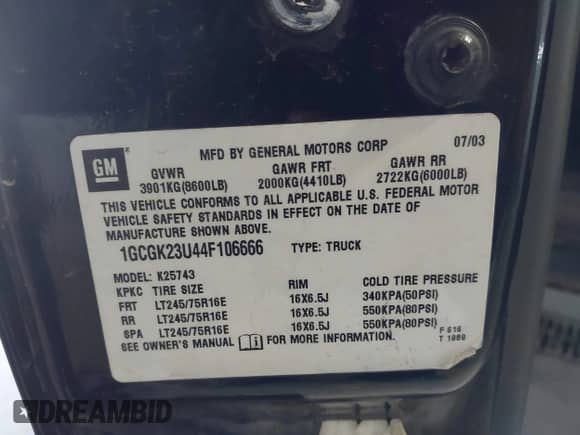 GM
MFD BY GENERAL MOTORS CORP 07/03
GVWR GAWR FRT GAWR RR
3901KG(8600LB) 2000KG(4410LB) 2722KG(6000LB)
THIS VEHICLE CONFORMS TO ALL APPLICABLE U.S. FEDERAL MOTOR
VEHICLE SAFETY STANDARDS IN EFFECT ON THE DATE OF
MANUFACTURE SHOWN ABOVE.
1GCGK23U44F106666 TYPE: TRUCK
MODEL: K25743
KPKC TIRE SIZE RIM COLD TIRE PRESSURE
FRT LT245/75R16E 16X6.5J 340KPA(50PSI)
RR LT245/75R16E 16X6.5J 550KPA(80PSI)
SPA LT245/75R16E 16X6.5J 550KPA(80PSI)
SEE OWNER'S MANUAL FOR MORE INFORMATION.
F S16
T 1069
DREAMBID